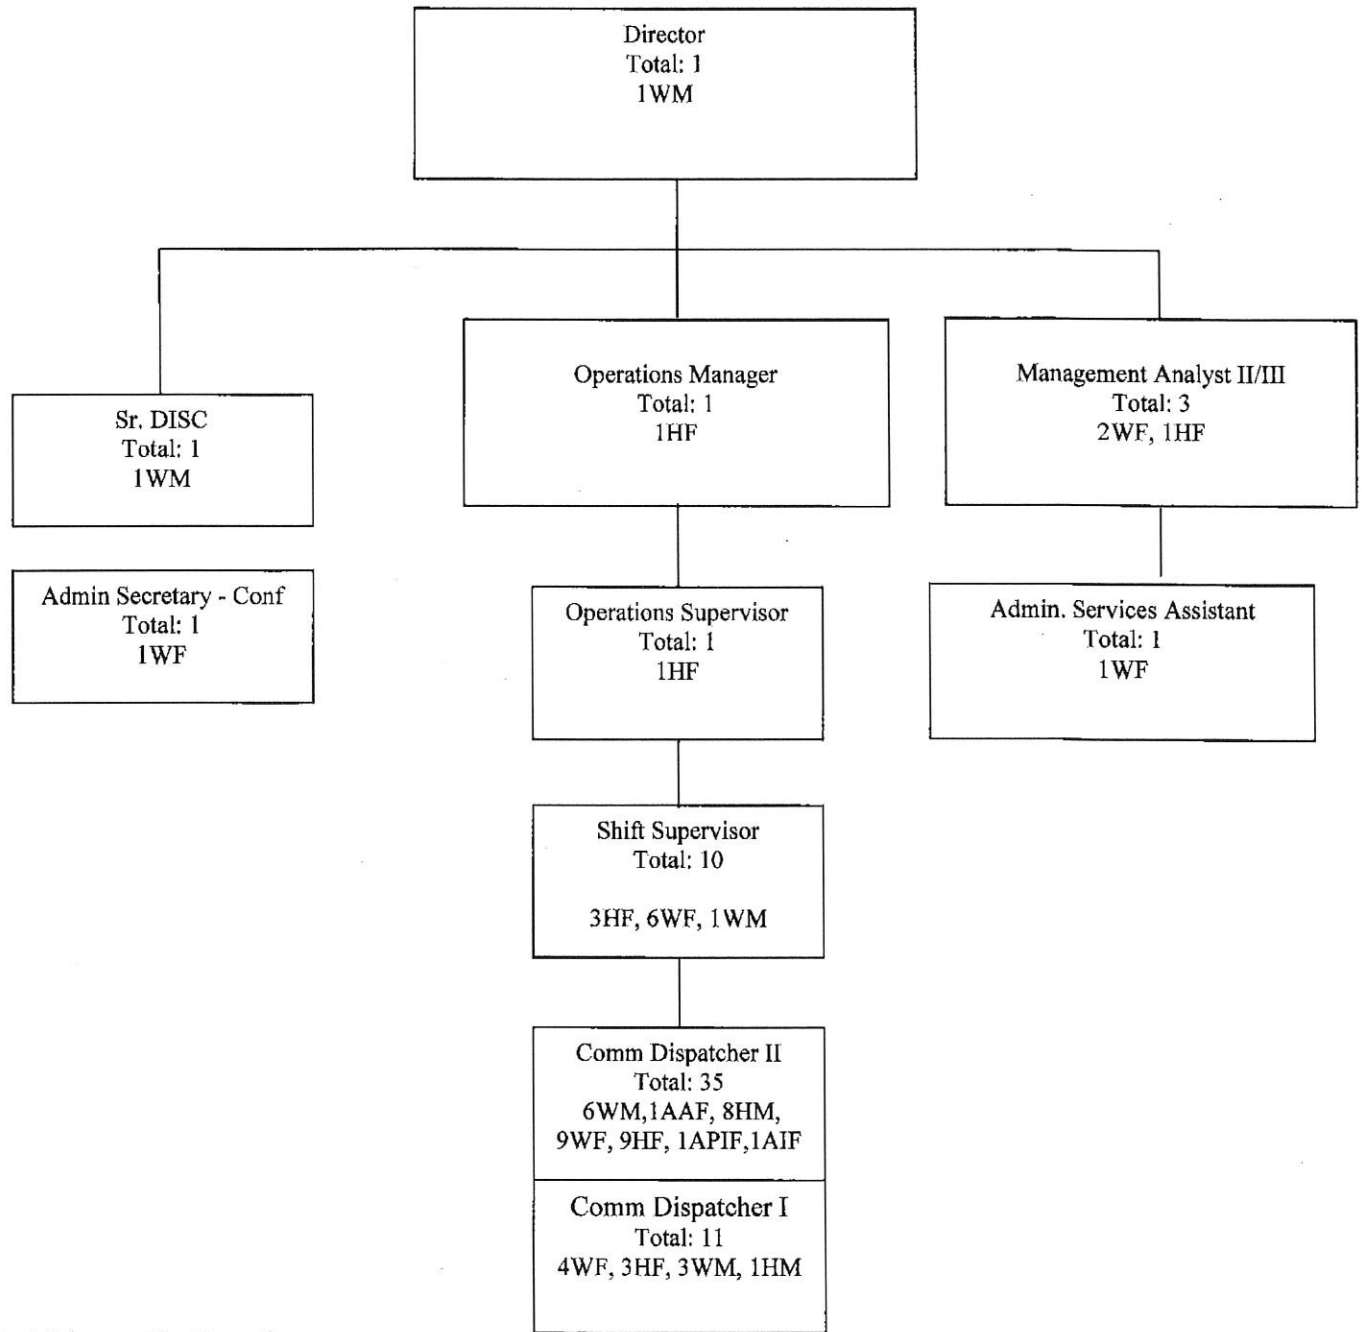 Director
Total: 1
1WM
Operations Manager
Total: 1
1HF
Management Analyst II/III
Total: 3
2WF, 1HF
Sr. DISC
Total: 1
1WM
Admin Secretary - Conf
Total: 1
1WF
Operations Supervisor
Total: 1
1HF
Admin. Services Assistant
Total: 1
1WF
Shift Supervisor
Total: 10
3HF, 6WF, 1WM
Comm Dispatcher II
Total: 35
6WM,1AAF, 8HM,
9WF, 9HF, 1APIF,1AIF
Comm Dispatcher I
Total: 11
4WF, 3HF, 3WM, 1HM